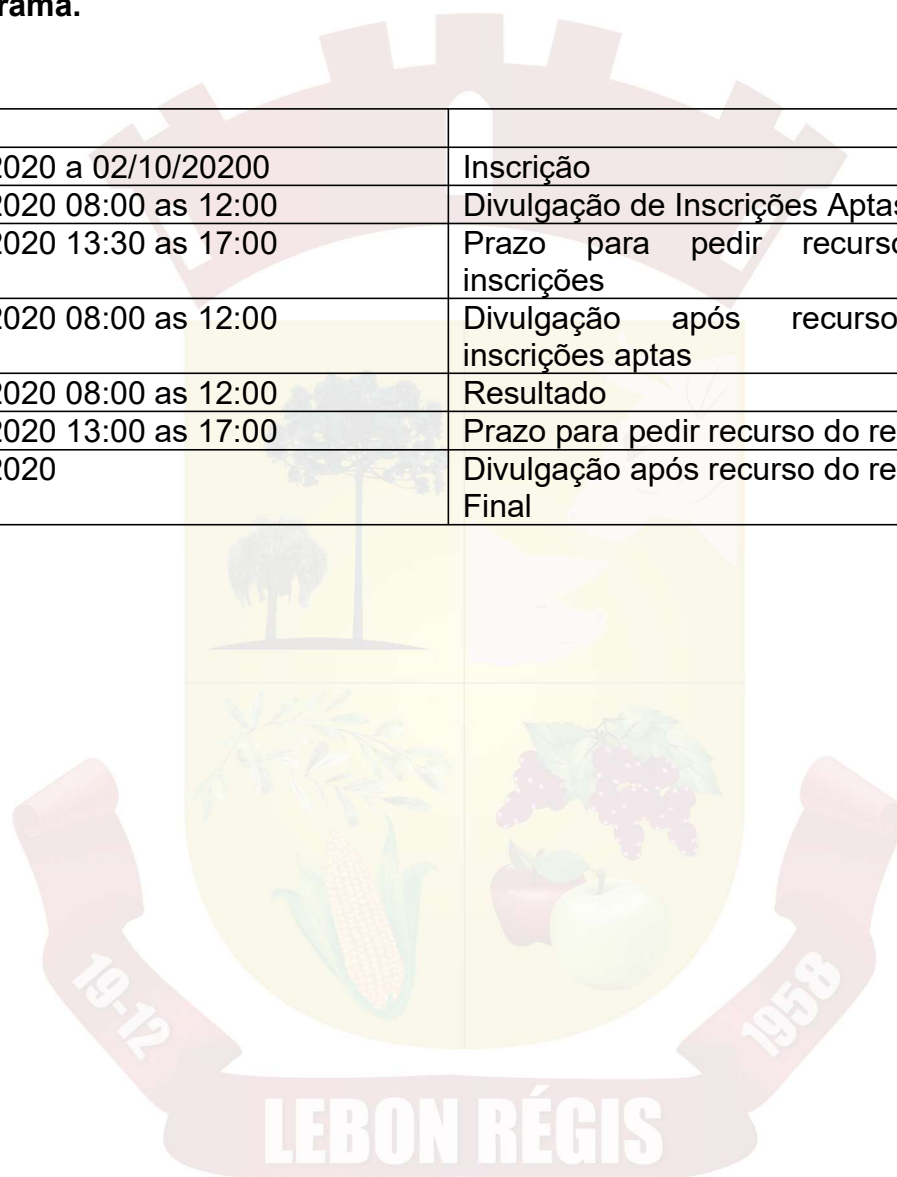 rama.
2020 a 02/10/20200 Inscrição
2020 08:00 as 12:00 Divulgação de Inscrições Aptas
2020 13:30 as 17:00 Prazo para pedir recurso
inscrições
2020 08:00 as 12:00 Divulgação após recurso
inscrições aptas
2020 08:00 as 12:00 Resultado
2020 13:00 as 17:00 Prazo para pedir recurso do re
2020 Divulgação após recurso do re
Final
19-12
1958
LEBON RÉGIS